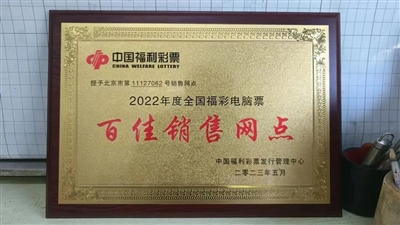 中国福利彩票
CHINA WELFARE LOTTERY
授予北京市第11127062号销售网点
2022年度全国福彩电脑票
百佳销售网点
中国福利彩票发行管理中心
二〇二三年五月